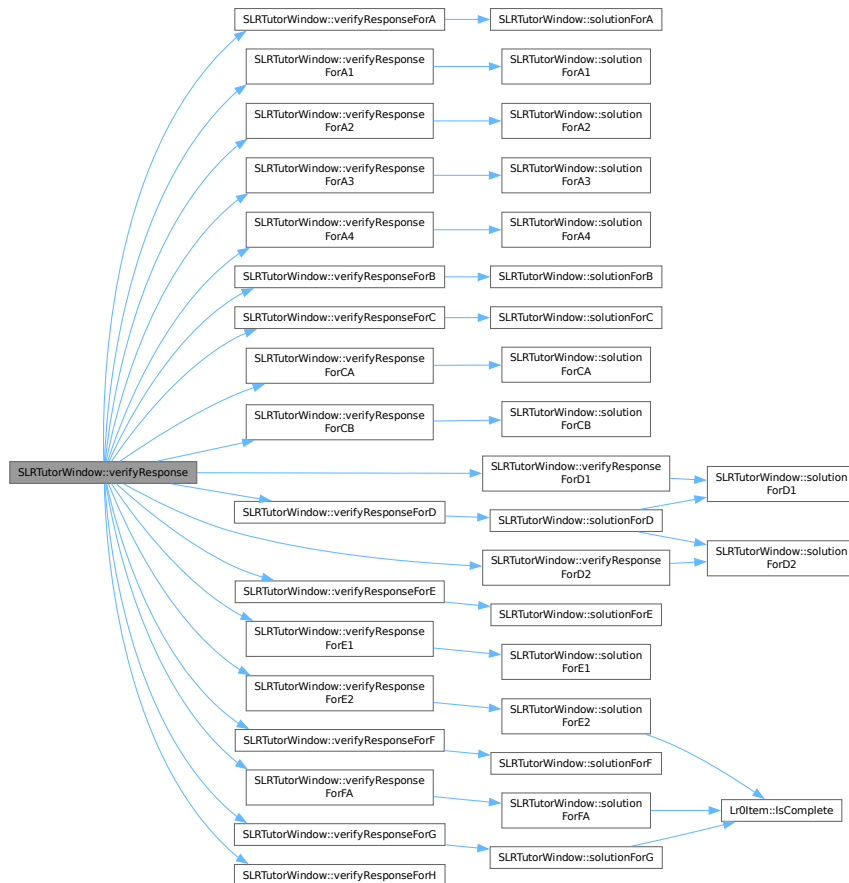 SLRTutorWindow::verifyResponse
SLRTutorWindow::verifyResponseForA
SLRTutorWindow::solutionForA
SLRTutorWindow::verifyResponse
ForA1
SLRTutorWindow::solution
ForA1
SLRTutorWindow::verifyResponse
ForA2
SLRTutorWindow::solution
ForA2
SLRTutorWindow::verifyResponse
ForA3
SLRTutorWindow::solution
ForA3
SLRTutorWindow::verifyResponse
ForA4
SLRTutorWindow::solution
ForA4
SLRTutorWindow::verifyResponseForB
SLRTutorWindow::solutionForB
SLRTutorWindow::verifyResponseForC
SLRTutorWindow::solutionForC
SLRTutorWindow::verifyResponse
ForCA
SLRTutorWindow::solution
ForCA
SLRTutorWindow::verifyResponse
ForCB
SLRTutorWindow::solution
ForCB
SLRTutorWindow::verifyResponse
ForD1
SLRTutorWindow::solution
ForD1
SLRTutorWindow::verifyResponseForD
SLRTutorWindow::solutionForD
SLRTutorWindow::verifyResponse
ForD2
SLRTutorWindow::solution
ForD2
SLRTutorWindow::verifyResponseForE
SLRTutorWindow::solutionForE
SLRTutorWindow::verifyResponse
ForE1
SLRTutorWindow::solution
ForE1
SLRTutorWindow::verifyResponse
ForE2
SLRTutorWindow::solution
ForE2
SLRTutorWindow::verifyResponseForF
SLRTutorWindow::solutionForF
SLRTutorWindow::verifyResponse
ForFA
SLRTutorWindow::solution
ForFA
Lr0Item::IsComplete
SLRTutorWindow::verifyResponseForG
SLRTutorWindow::solutionForG
SLRTutorWindow::verifyResponseForH